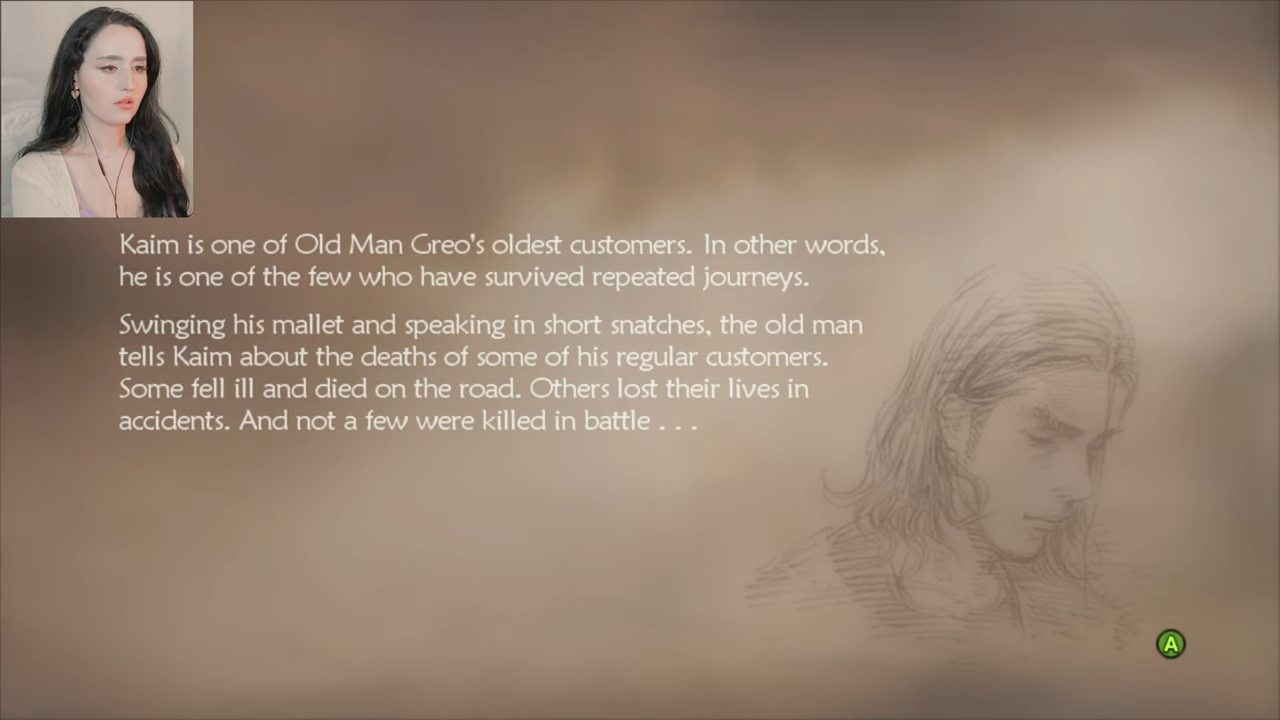 Kaim is one of Old Man Greo's oldest customers. In other words,
he is one of the few who have survived repeated journeys.
Swinging his mallet and speaking in short snatches, the old man
tells Kaim about the deaths of some of his regular customers.
Some fell ill and died on the road. Others lost their lives in
accidents. And not a few were killed in battle . . .
A